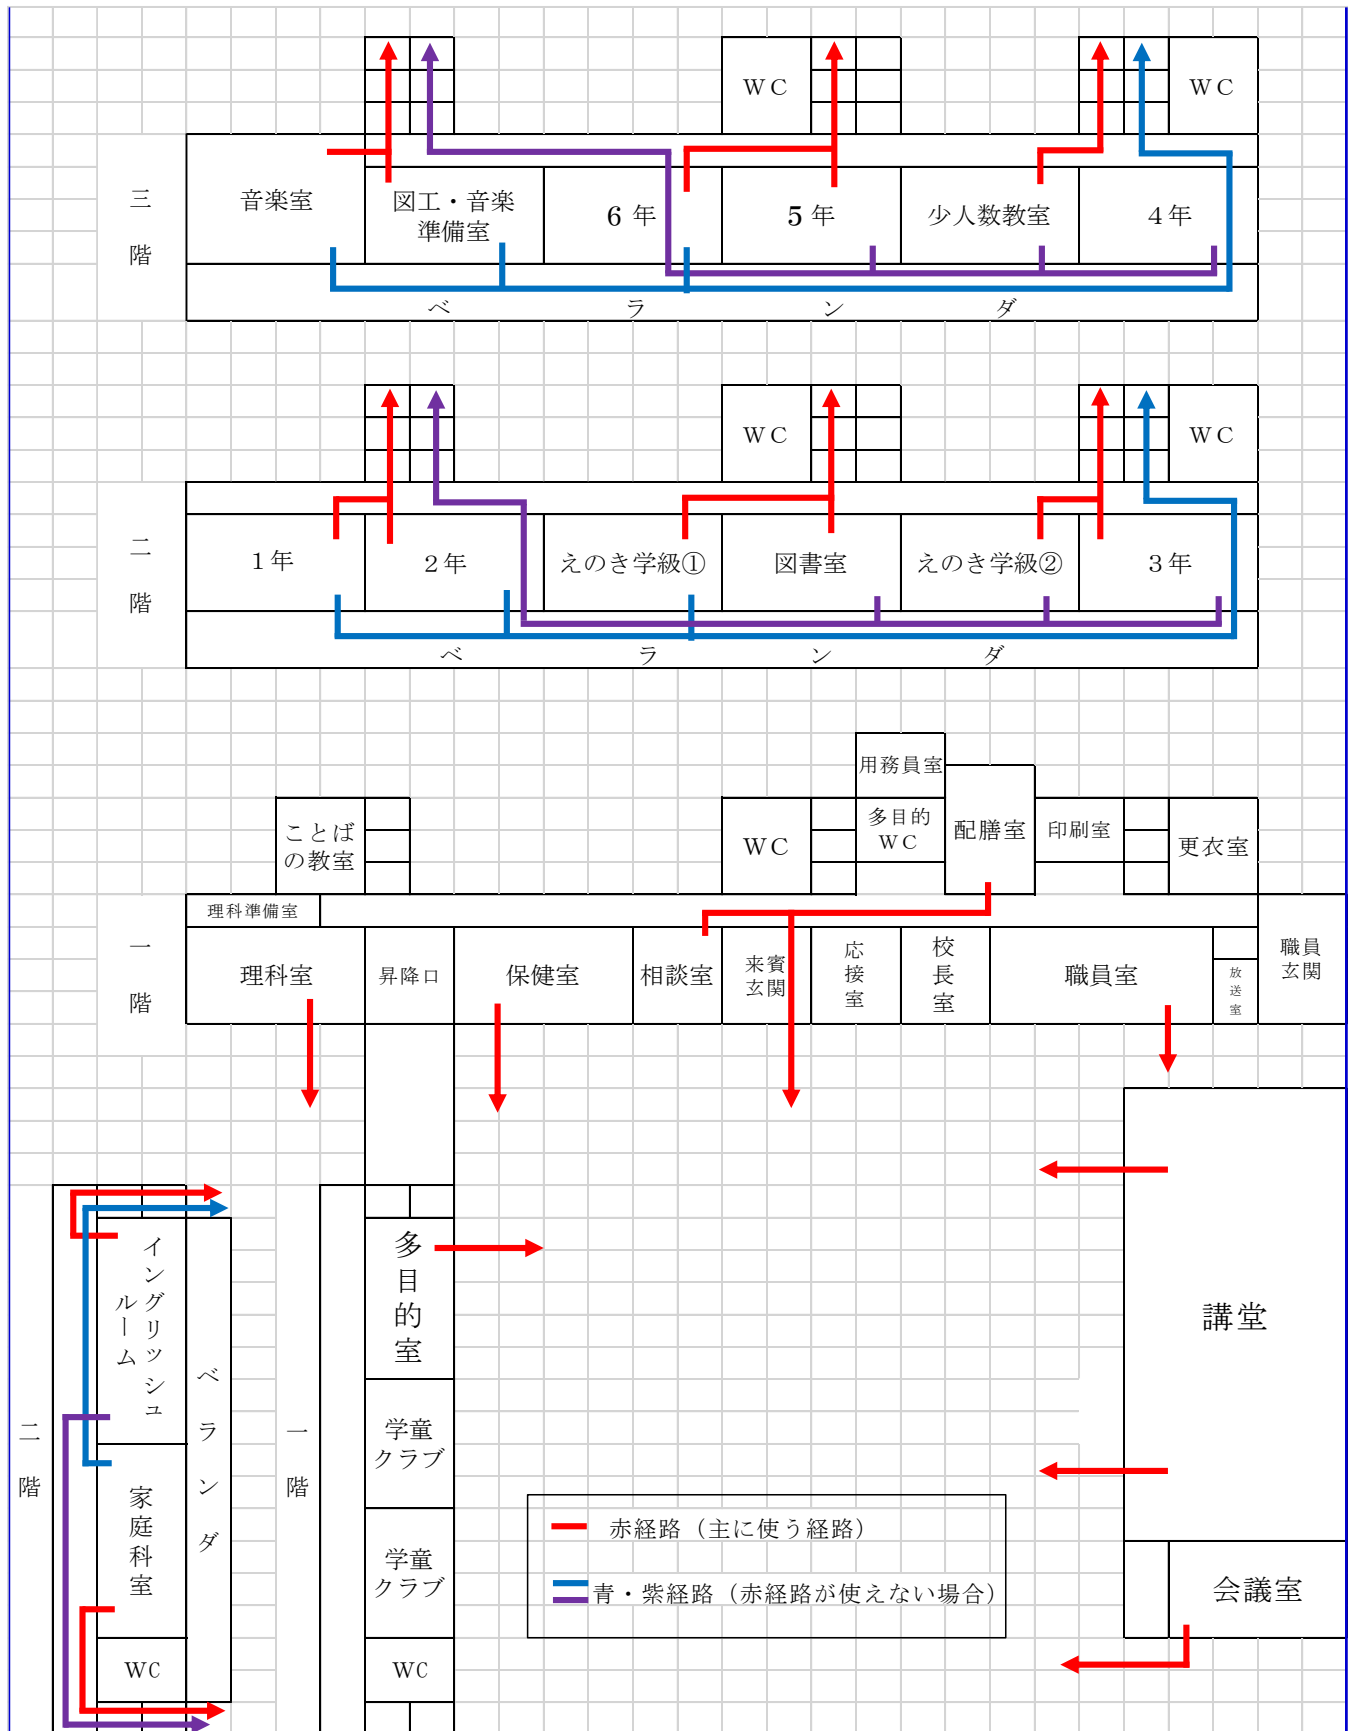 WC
WC
三階
音楽室
図工・音楽
準備室
6 年
5 年
少人数教室
4年
ベランダ
WC
WC
二階
1年
2年
えのき学級①
図書室
えのき学級②
3年
ベランダ
用務員室
ことば
の教室
WC
多目的
WC
配膳室
印刷室
更衣室
理科準備室
一階
理科室
昇降口
保健室
相談室
来賓
玄関
応接室
校長室
職員室
放送室
職員
玄関
二階
イングリッシュ
ルーム
家庭科室
WC
ベランダ
一階
多目的室
学童
クラブ
学童
クラブ
WC
講堂
会議室
赤経路（主に使う経路）
青・紫経路（赤経路が使えない場合）